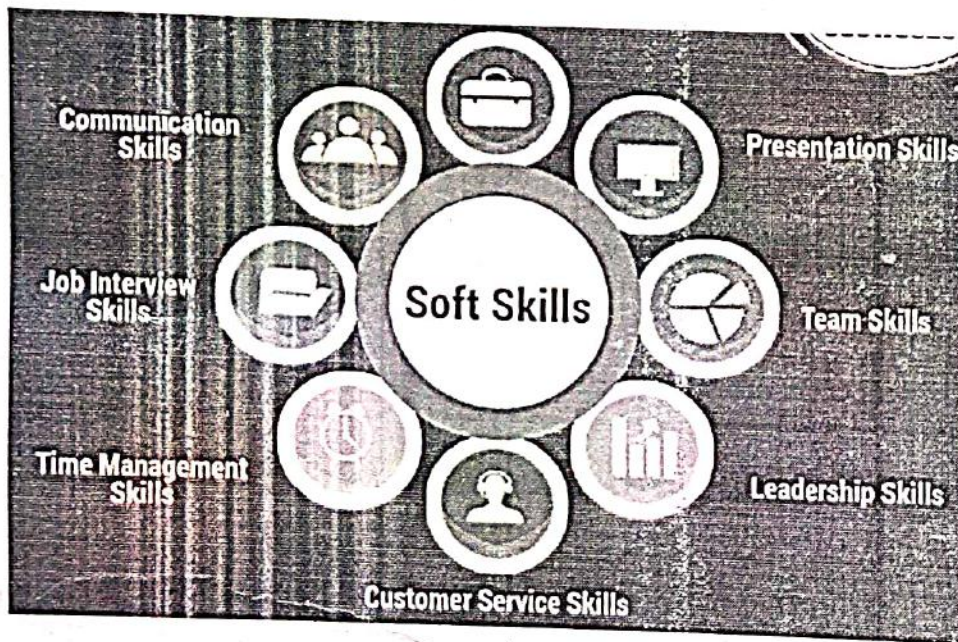 Communication
Skills
Presentation Skills
Job Interview
Skills
Soft Skills
Team Skills
Time Management
Skills
Leadership Skills
Customer Service Skills